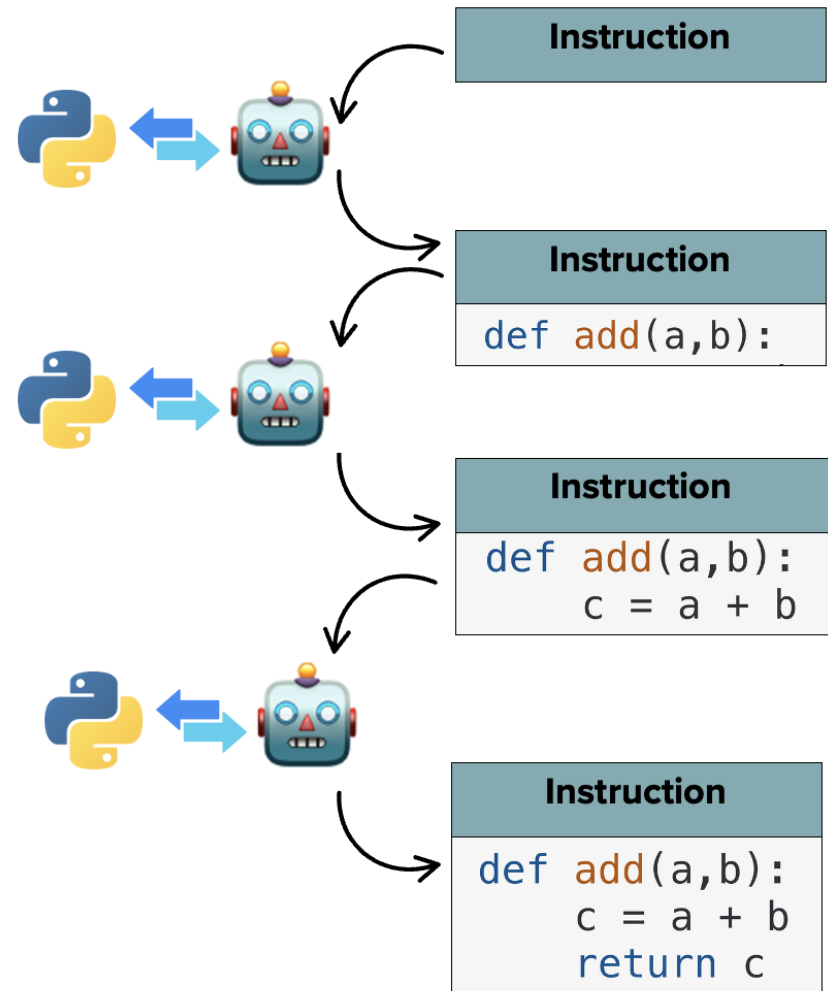 Instruction
Instruction
def add(a,b):
Instruction
def add(a,b):
    c = a + b
Instruction
def add(a,b):
    c = a + b
    return c